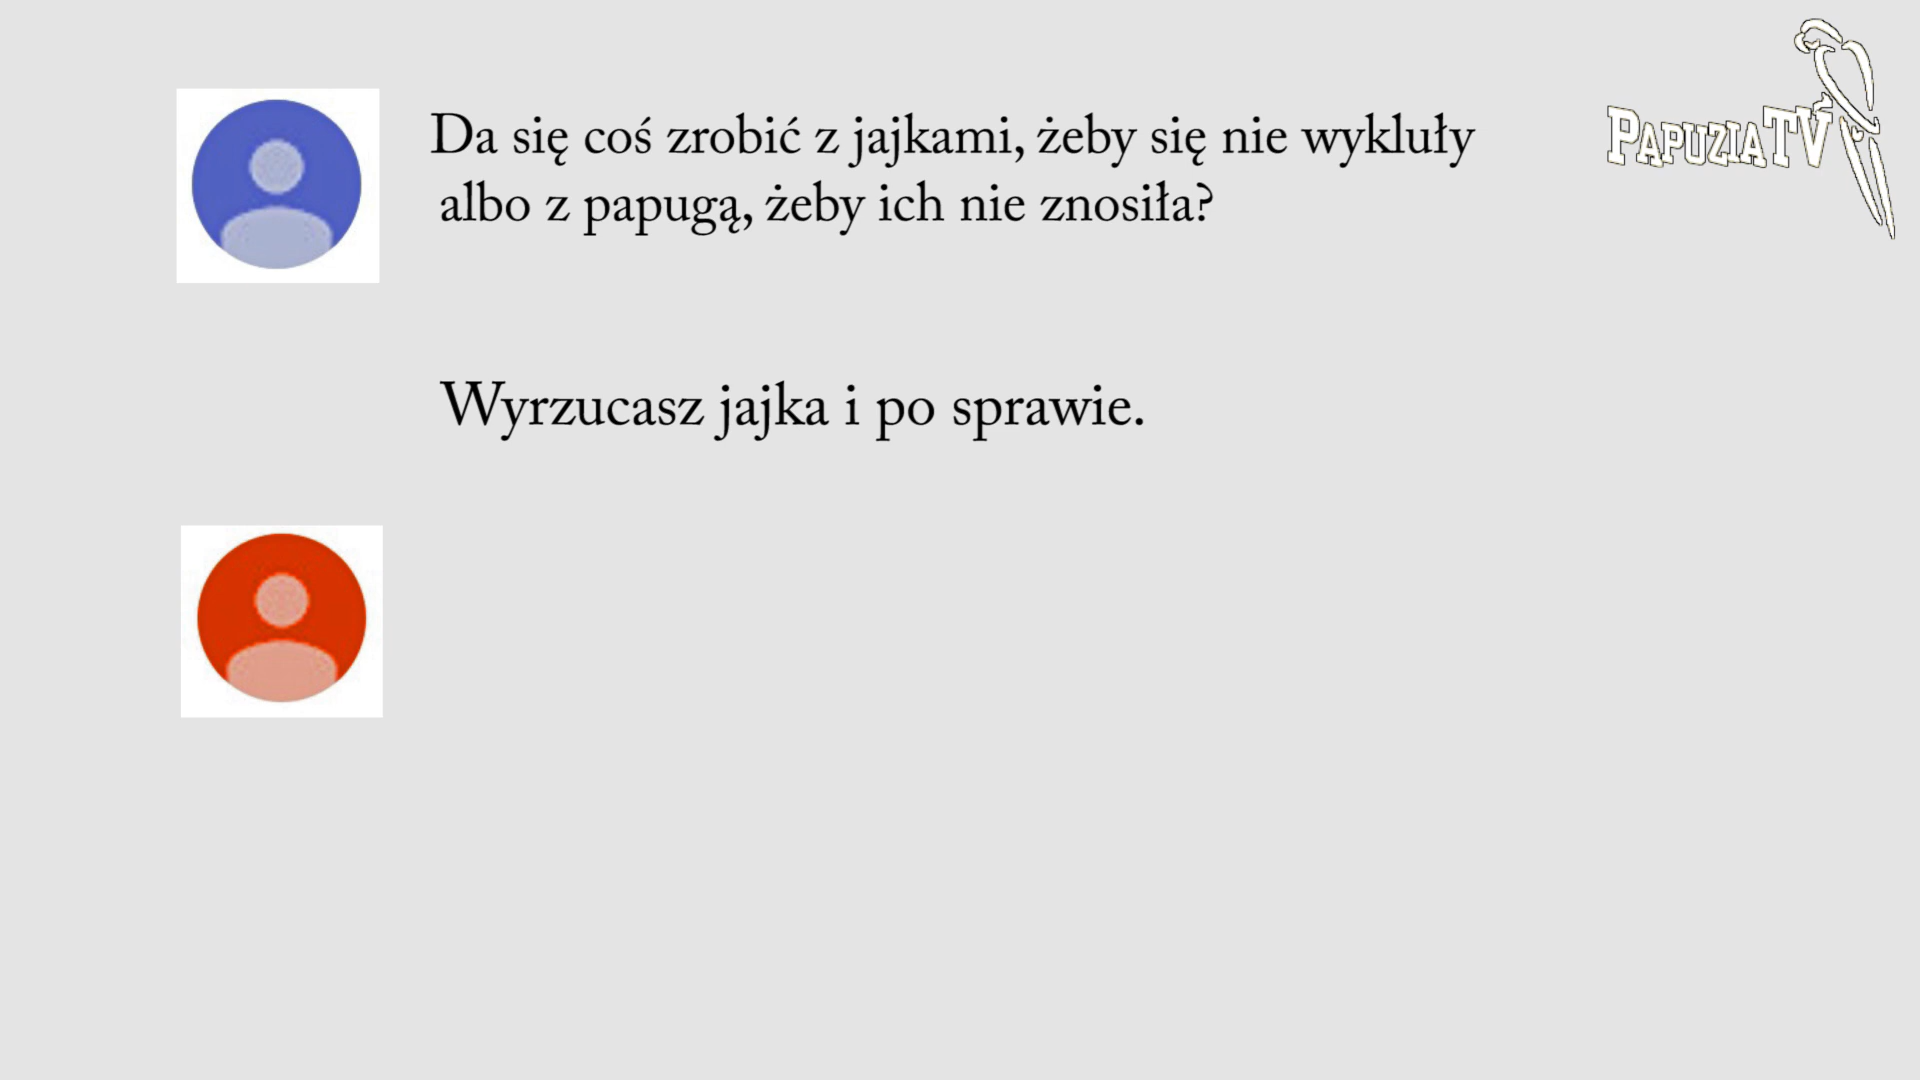 Da się coś zrobić z jajkami, żeby się nie wykluły
albo z papugą, żeby ich nie znosiła?
PAPUZIATV
Wyrzucasz jajka i po sprawie.